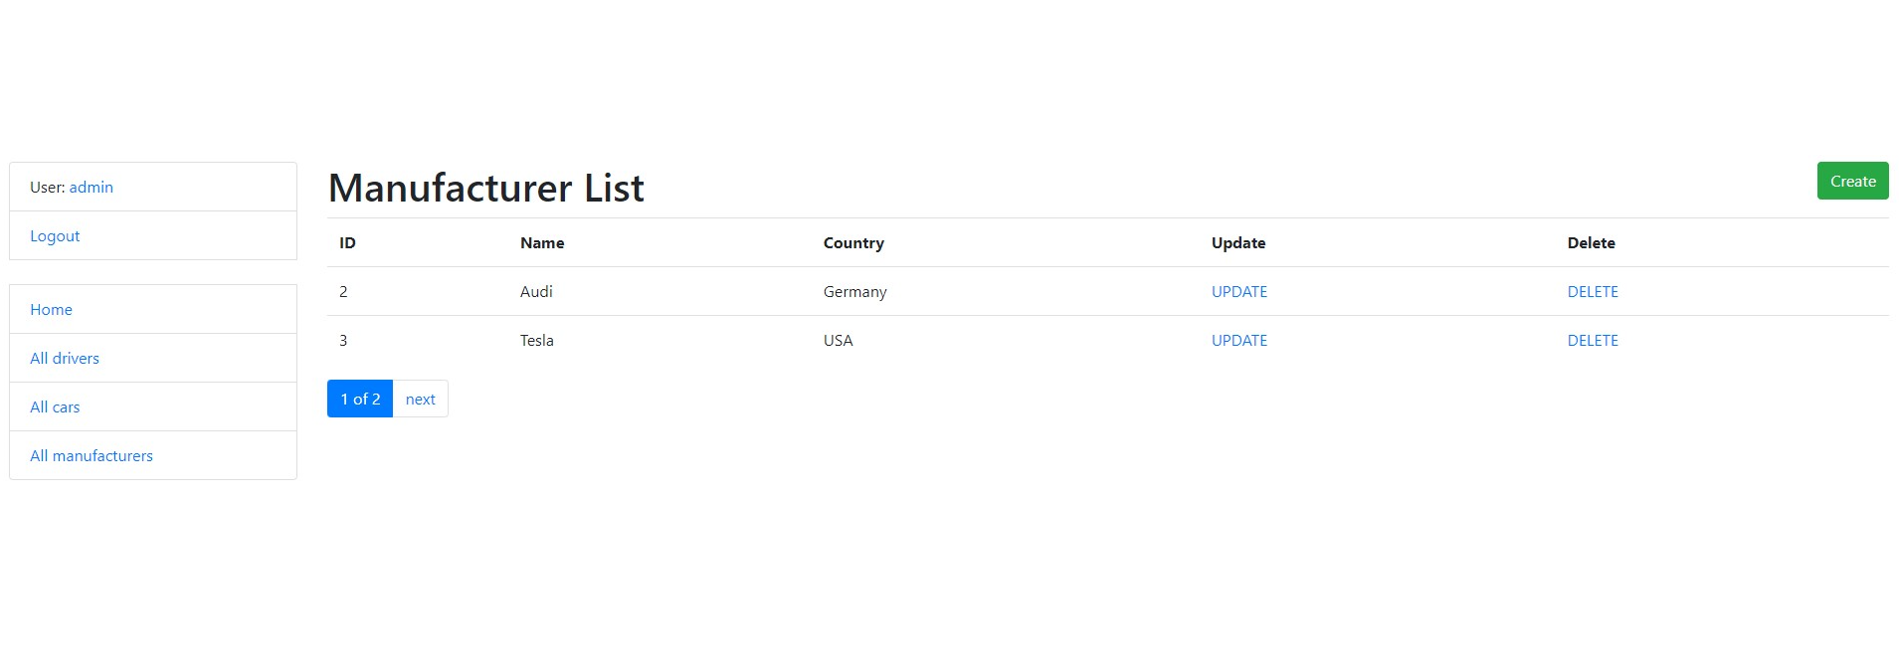 User: admin
Logout
Home
All drivers
All cars
All manufacturers
Manufacturer List
Create
ID Name Country Update Delete
2 Audi Germany UPDATE DELETE
3 Tesla USA UPDATE DELETE
1 of 2 next